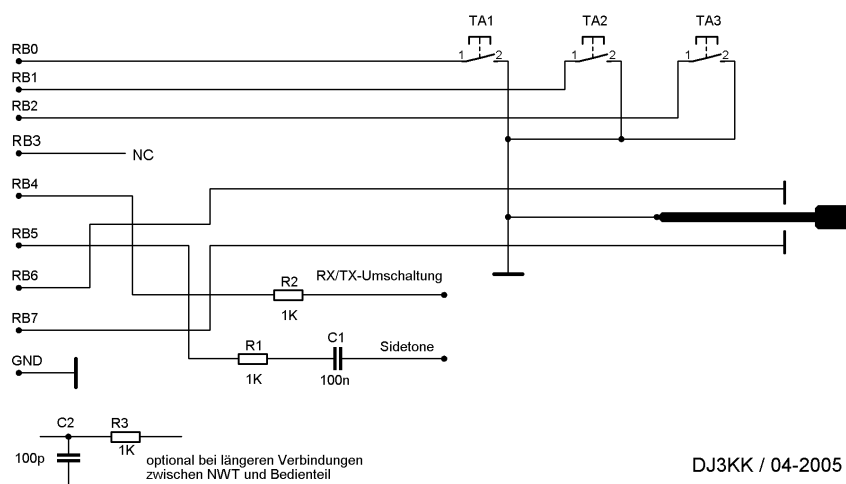 TA1 TA2 TA3
RB0 1 2 1 2 1 2
RB1
RB2
RB3 NC
RB4
RB5
RB6 R2 RX/TX-Umschaltung
1K
RB7
R1 C1 Sidetone
GND
1K 100n
C2 R3
100p 1K
optional bei längeren Verbindungen
zwischen NWT und Bedienteil
DJ3KK / 04-2005